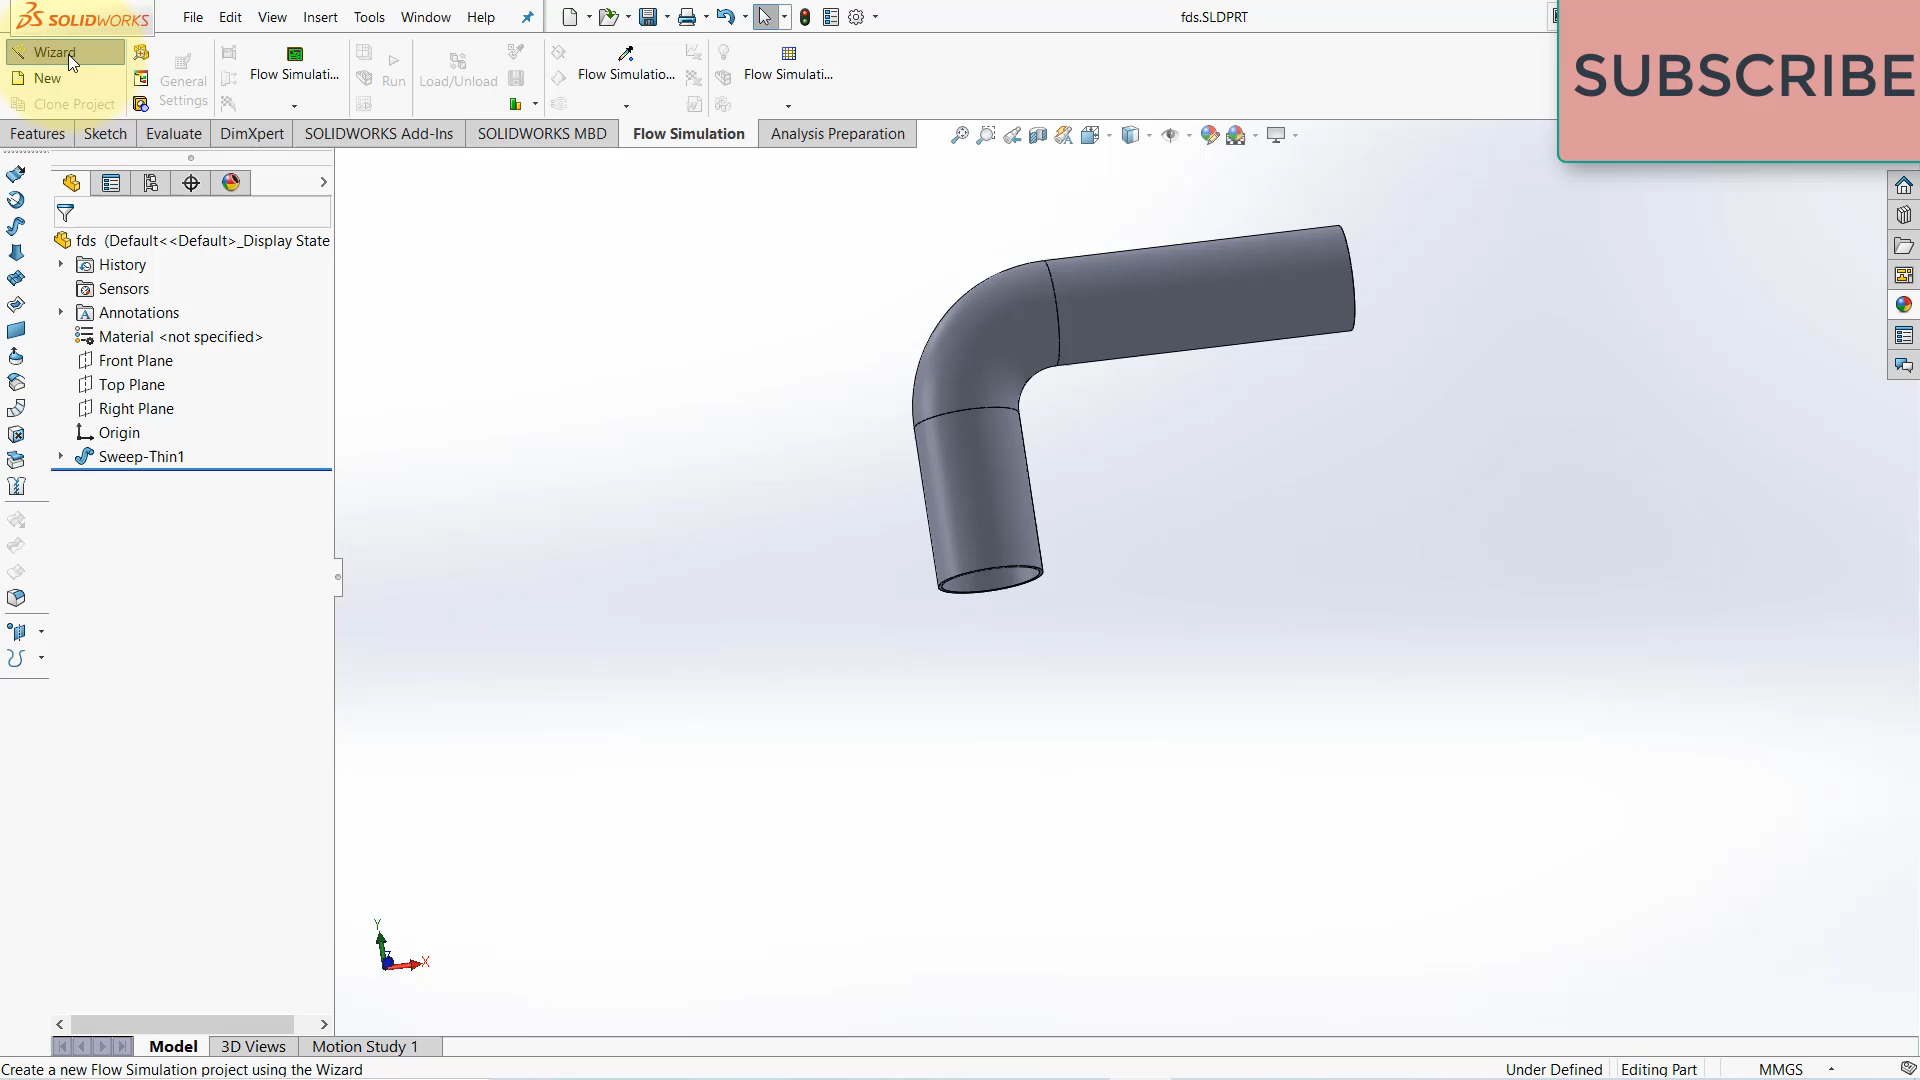 SOLIDWORKS File Edit View Insert Tools Window Help fds.SLDPRT
SUBSCRIBE
Wizard
New
Clone Project
General Settings
Flow Simulati...
Run
Load/Unload
Flow Simulatio...
Flow Simulati...
Features Sketch Evaluate DimXpert SOLIDWORKS Add-Ins SOLIDWORKS MBD Flow Simulation Analysis Preparation
fds (Default<<Default>_Display State
History
Sensors
Annotations
Material <not specified>
Front Plane
Top Plane
Right Plane
Origin
Sweep-Thin1
Y
Z
X
Model 3D Views Motion Study 1
Create a new Flow Simulation project using the Wizard Under Defined Editing Part MMGS